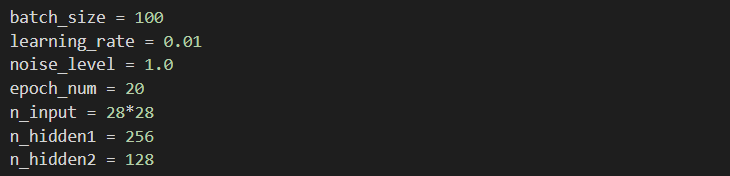 batch_size = 100
learning_rate = 0.01
noise_level = 1.0
epoch_num = 20
n_input = 28*28
n_hidden1 = 256
n_hidden2 = 128